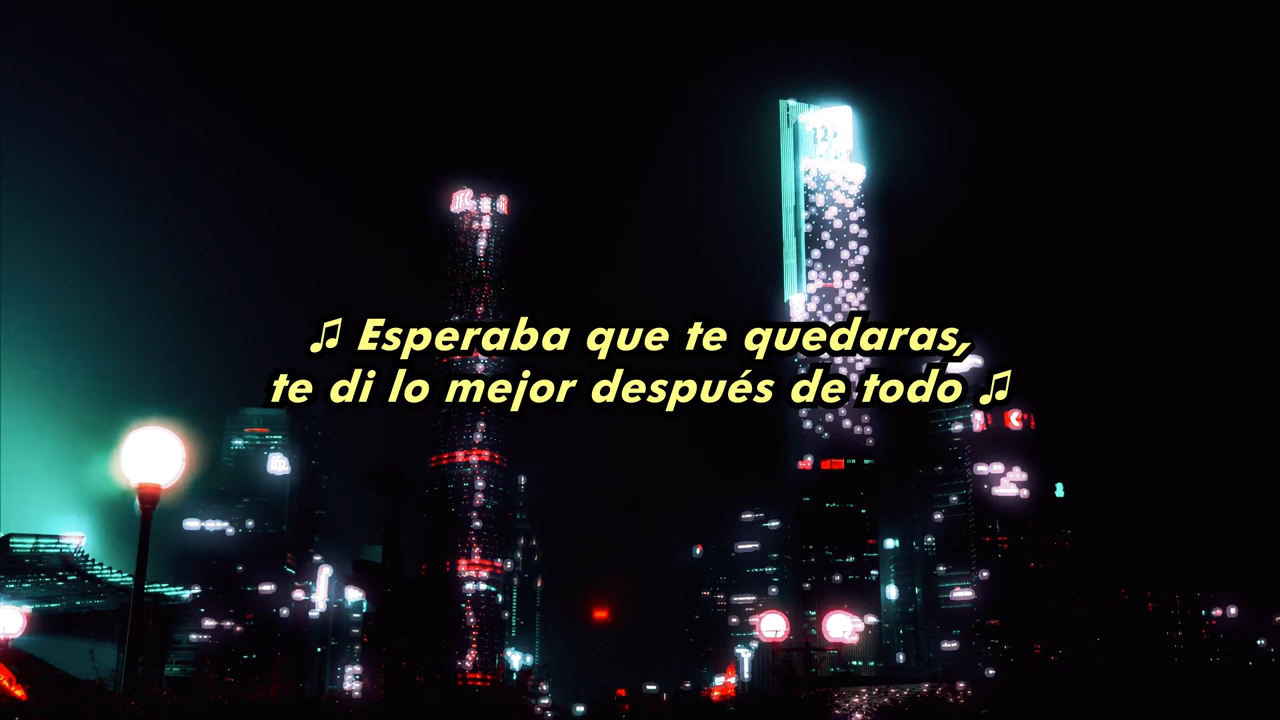 ♫ Esperaba que te quedaras,
te di lo mejor después de todo ♫